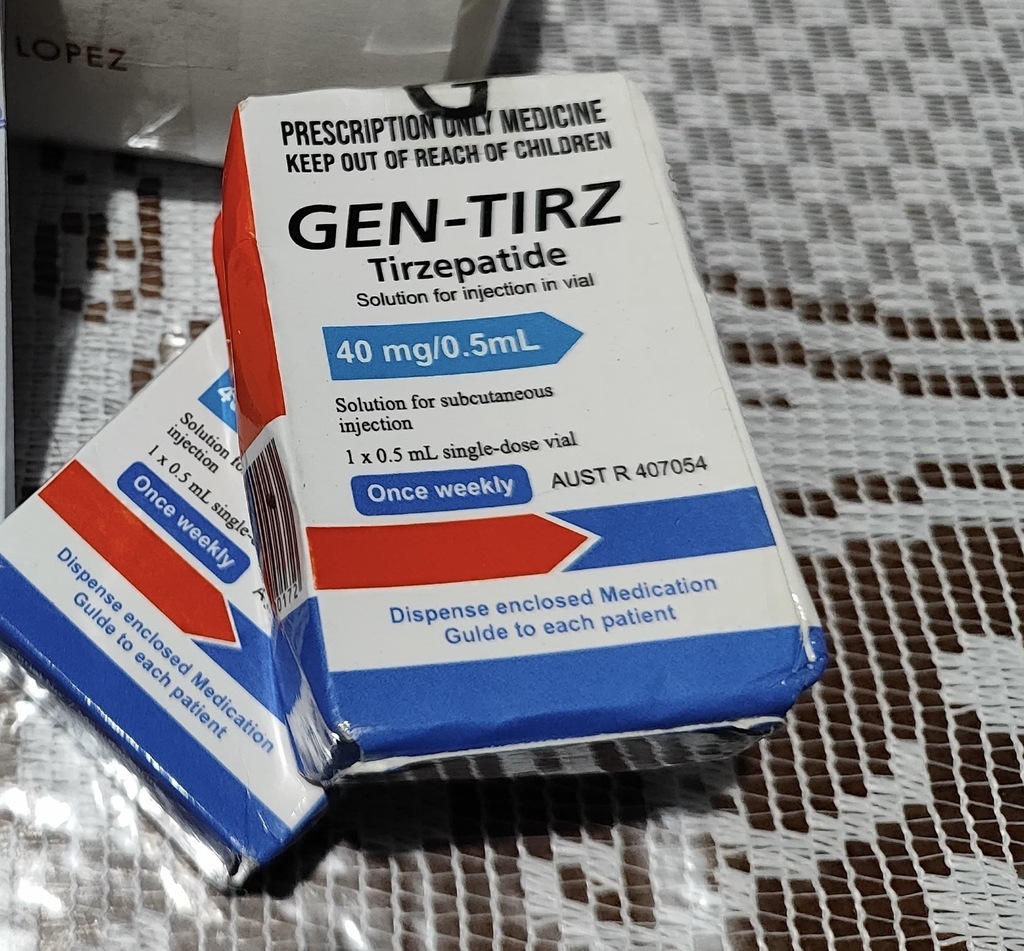 LOPEZ
G
PRESCRIPTION ONLY MEDICINE
KEEP OUT OF REACH OF CHILDREN
GEN-TIRZ
Tirzepatide
Solution for injection in vial
40 mg/0.5mL
Solution for subcutaneous
injection
1 x 0.5 mL single-dose vial
Once weekly
AUST R 407054
Dispense enclosed Medication
Gulde to each patient
Solution
injection
1 x 0.5 mL single-
Once weekly
Dispense enclosed Medication
Gulde to each patient